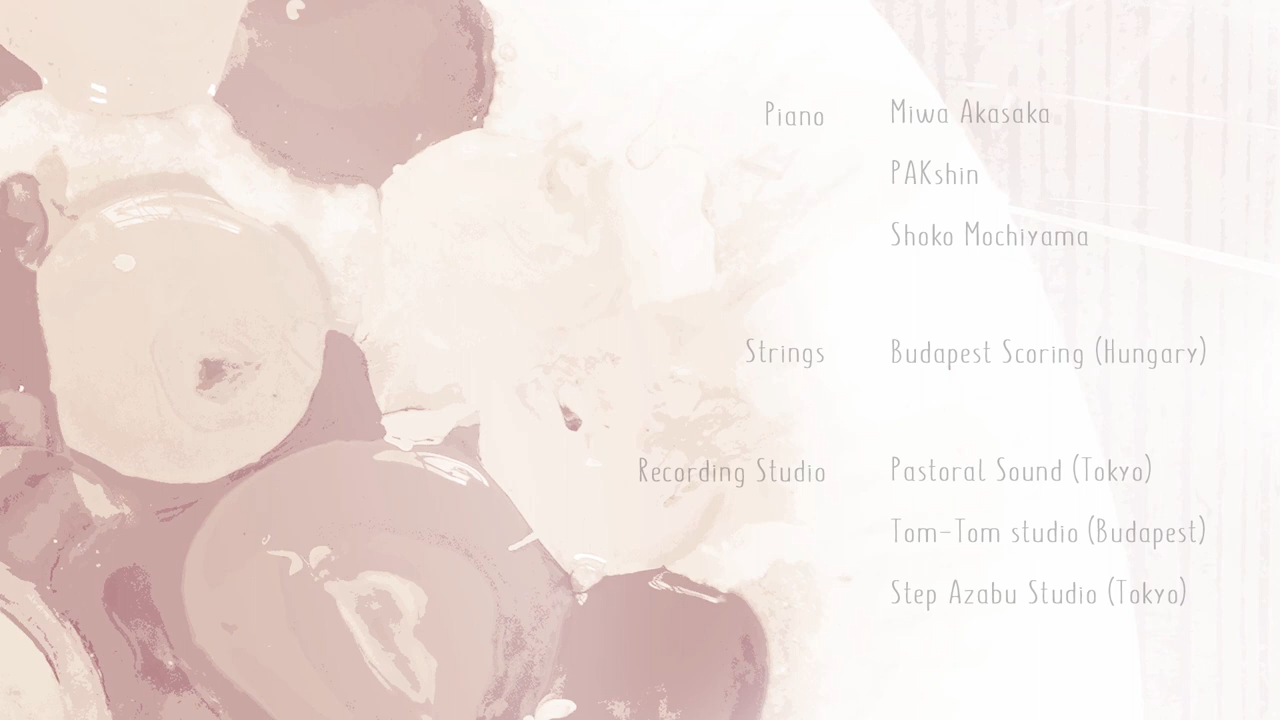 Piano Miwa Akasaka
PAKshin
Shoko Mochiyama
Strings Budapest Scoring (Hungary)
Recording Studio Pastoral Sound (Tokyo)
Tom-Tom studio (Budapest)
Step Azabu Studio (Tokyo)